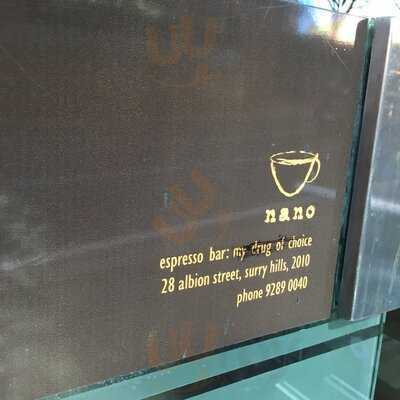 nano
espresso bar: my drug of choice
28 albion street, surry hills, 2010
phone 9289 0040